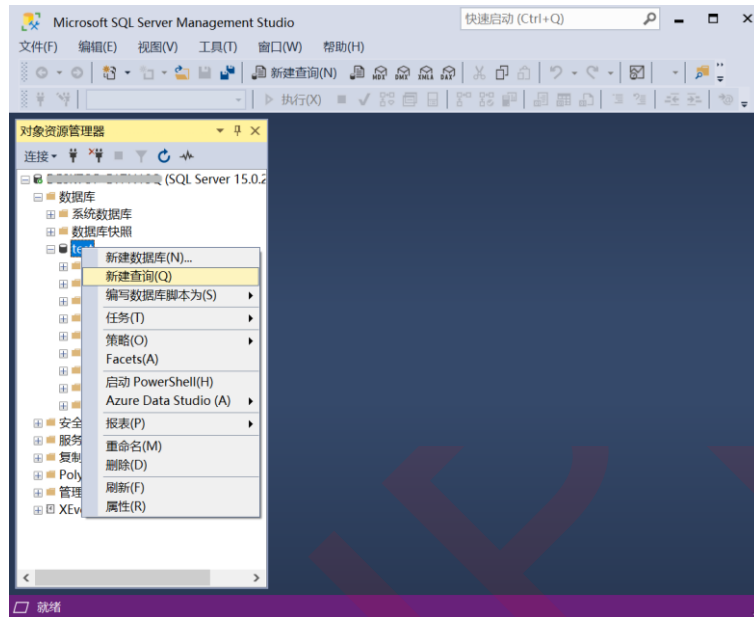 Microsoft SQL Server Management Studio
快速启动 (Ctrl+Q)
文件(F) 编辑(E) 视图(V) 工具(T) 窗口(W) 帮助(H)
新建查询(N)
MDX DMX XMLA DAX
执行(X)
对象资源管理器
连接
(SQL Server 15.0.2
数据库
系统数据库
数据库快照
新建数据库(N)...
新建查询(Q)
编写数据库脚本为(S)
任务(T)
策略(O)
Facets(A)
启动 PowerShell(H)
Azure Data Studio (A)
安全
报表(P)
服务
重命名(M)
复制
删除(D)
Poly
管理
刷新(F)
XEv
属性(R)
就绪